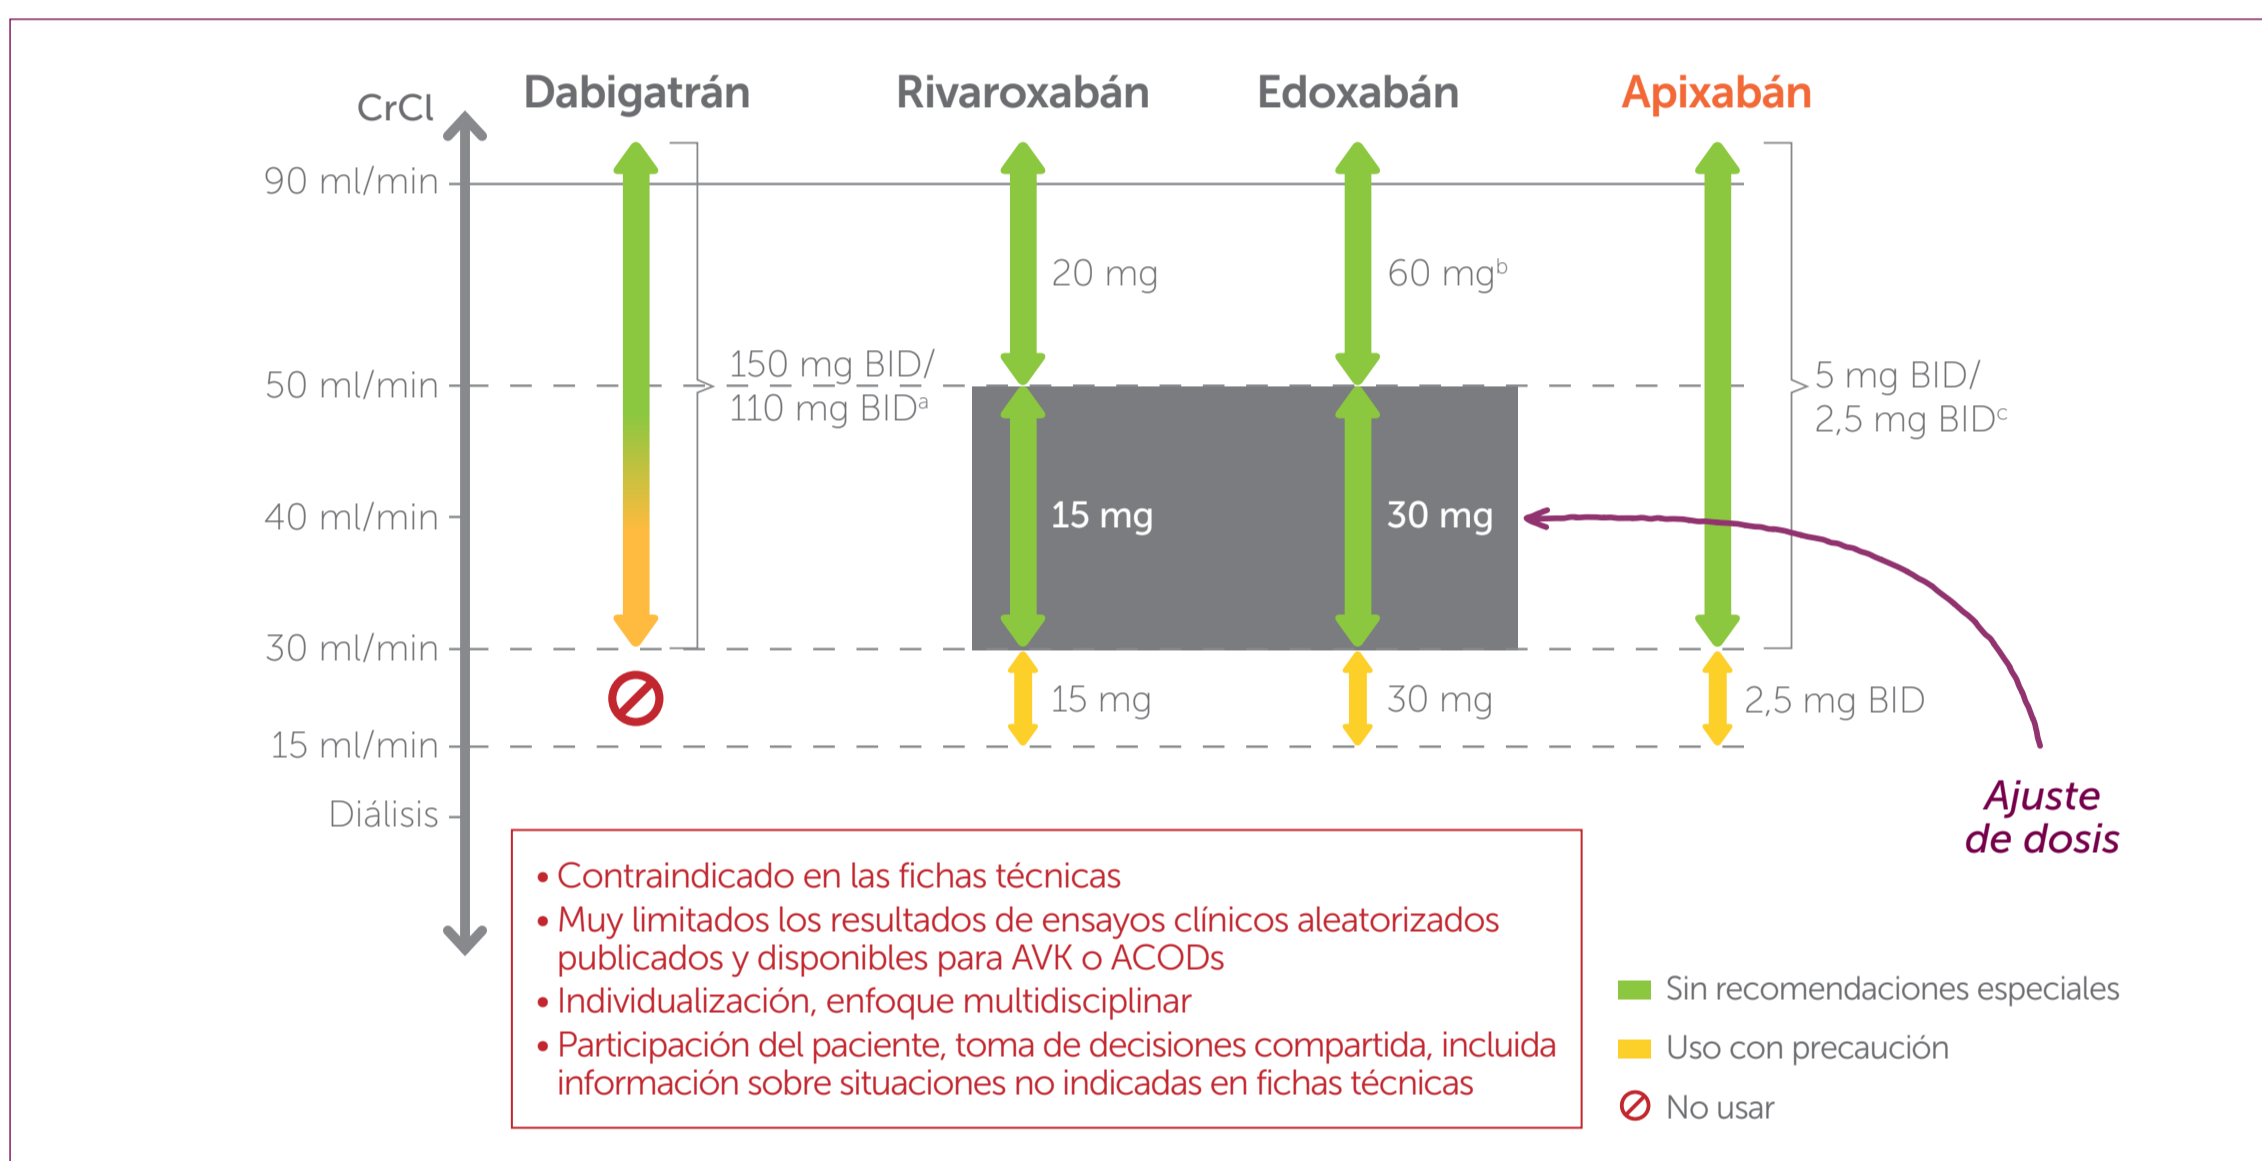 CrCl
Dabigatrán
Rivaroxabán
Edoxabán
Apixabán
90 ml/min
20 mg
60 mgᵇ
150 mg BID/
110 mg BIDᵃ
50 ml/min
5 mg BID/
2,5 mg BIDᶜ
40 ml/min
15 mg
30 mg
30 ml/min
15 mg
30 mg
2,5 mg BID
15 ml/min
Diálisis
Ajuste
de dosis
• Contraindicado en las fichas técnicas
• Muy limitados los resultados de ensayos clínicos aleatorizados
publicados y disponibles para AVK o ACODs
• Individualización, enfoque multidisciplinar
• Participación del paciente, toma de decisiones compartida, incluida
información sobre situaciones no indicadas en fichas técnicas
Sin recomendaciones especiales
Uso con precaución
No usar